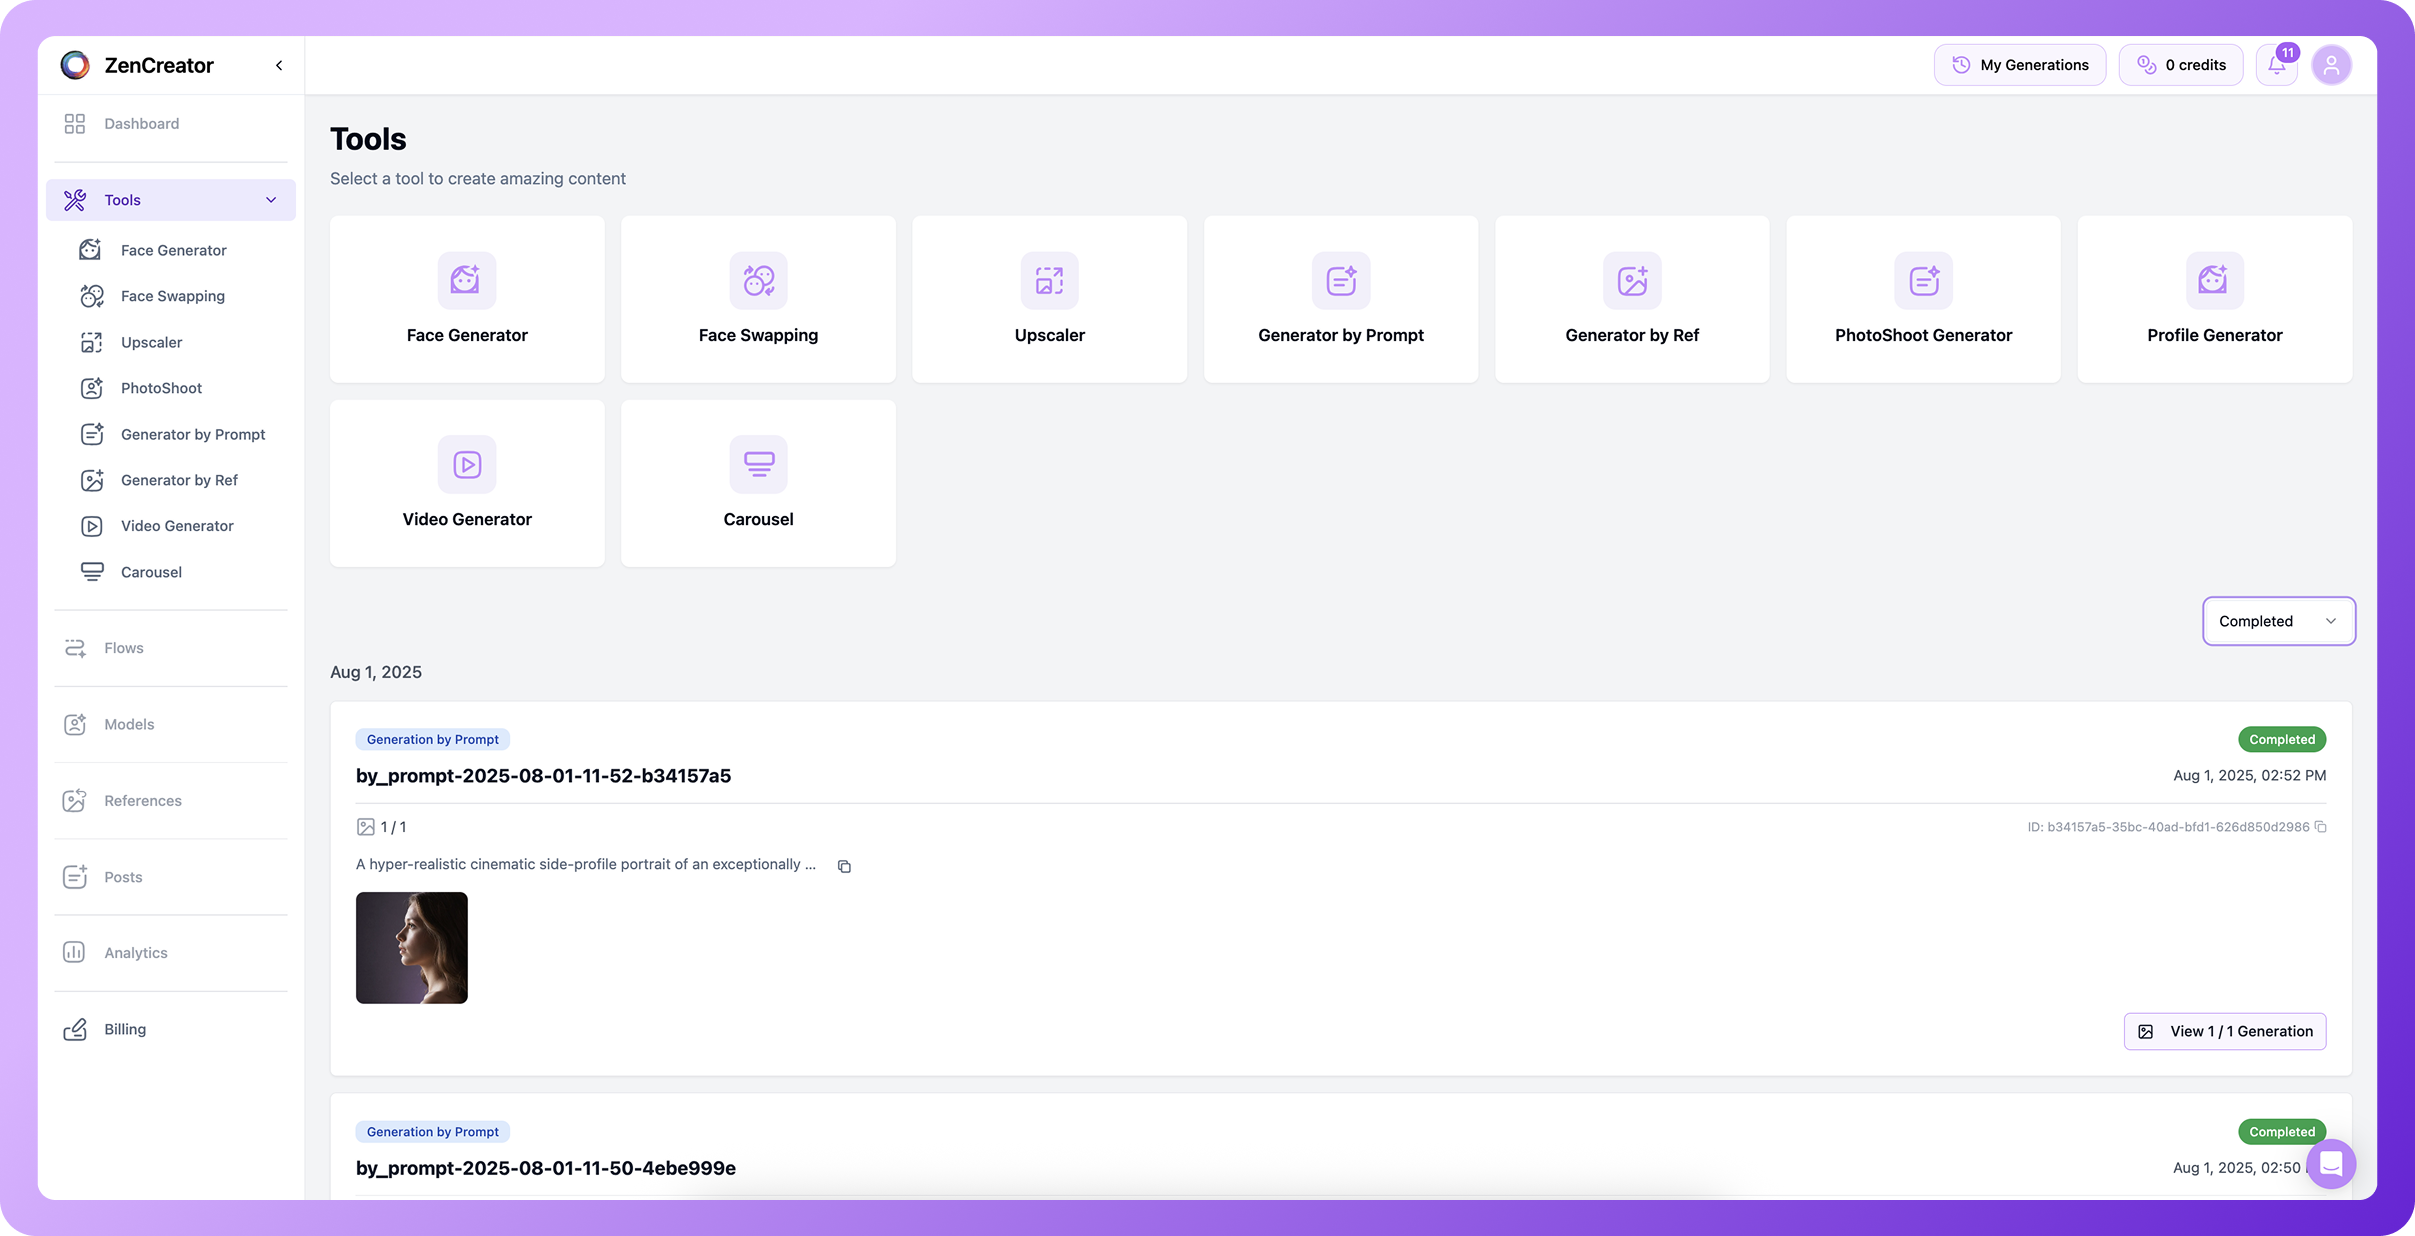 ZenCreator
My Generations
0 credits
11
Dashboard
Tools
Face Generator
Face Swapping
Upscaler
PhotoShoot
Generator by Prompt
Generator by Ref
Video Generator
Carousel
Flows
Models
References
Posts
Analytics
Billing
Tools
Select a tool to create amazing content
Face Generator
Face Swapping
Upscaler
Generator by Prompt
Generator by Ref
PhotoShoot Generator
Profile Generator
Video Generator
Carousel
Completed
Aug 1, 2025
Generation by Prompt
Completed
by_prompt-2025-08-01-11-52-b34157a5
Aug 1, 2025, 02:52 PM
1 / 1
ID: b34157a5-35bc-40ad-bfd1-626d850d2986
A hyper-realistic cinematic side-profile portrait of an exceptionally ...
View 1 / 1 Generation
Generation by Prompt
Completed
by_prompt-2025-08-01-11-50-4ebe999e
Aug 1, 2025, 02:50